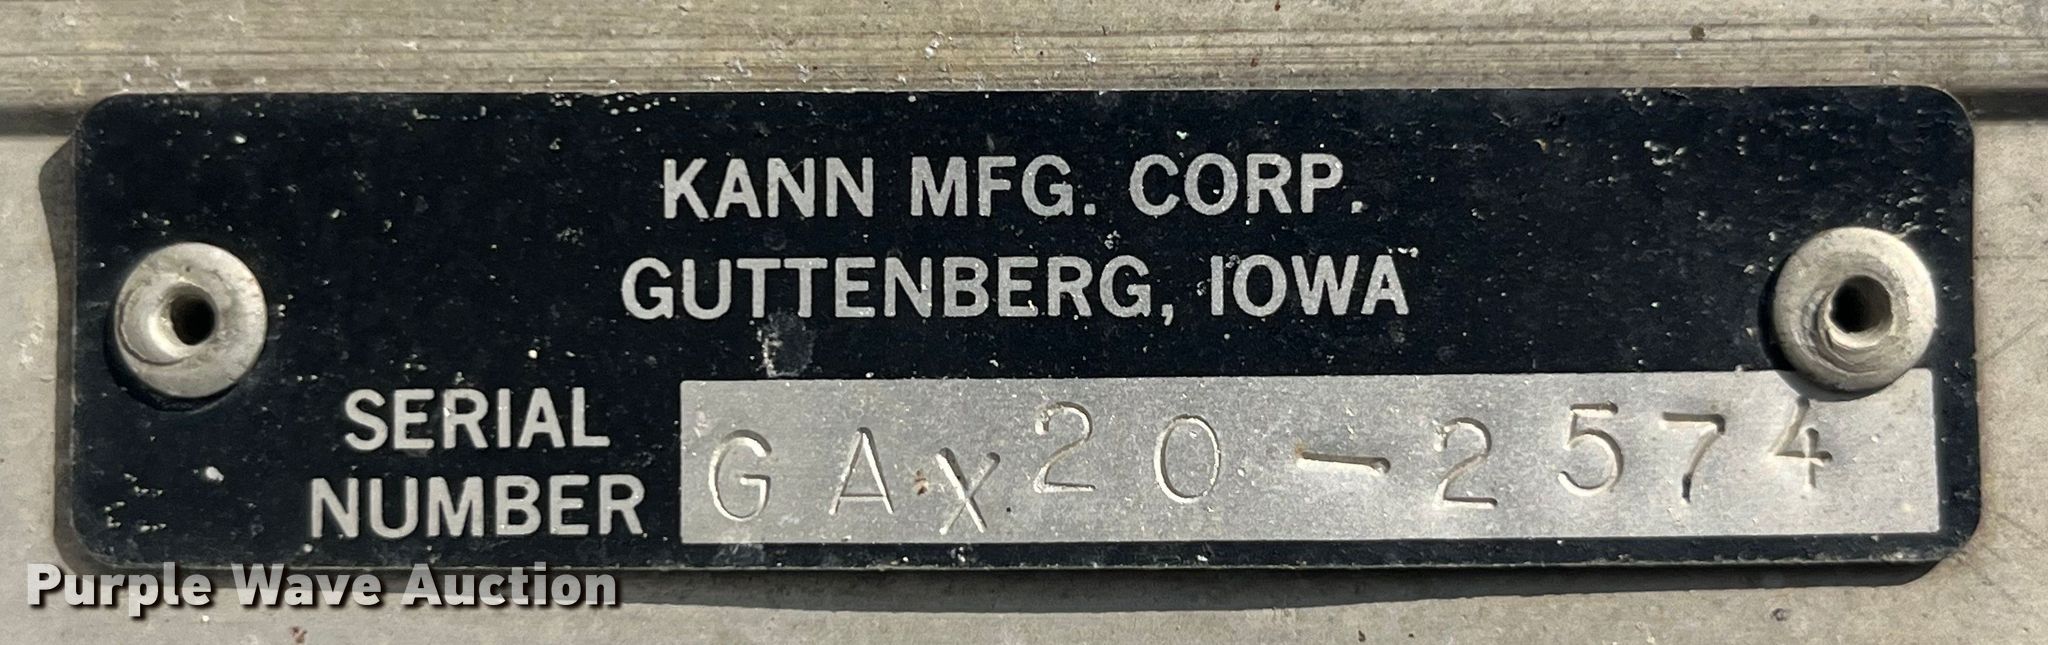 KANN MFG. CORP.
GUTTENBERG, IOWA
SERIAL
NUMBER
GAX20-2574
Purple Wave Auction